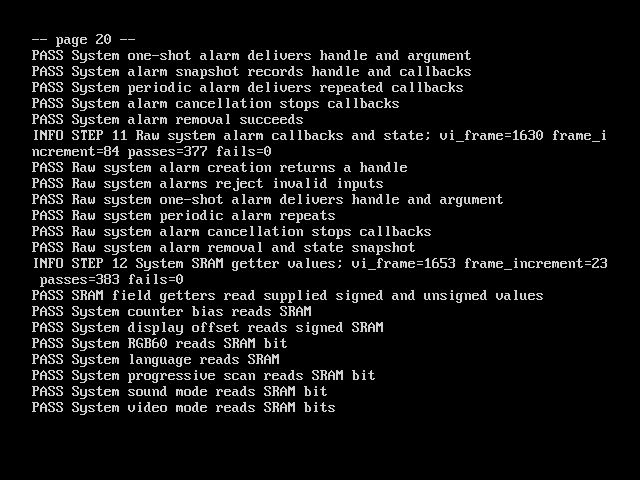 -- page 20 --
PASS System one-shot alarm delivers handle and argument
PASS System alarm snapshot records handle and callbacks
PASS System periodic alarm delivers repeated callbacks
PASS System alarm cancellation stops callbacks
PASS System alarm removal succeeds
INFO STEP 11 Raw system alarm callbacks and state; vi_frame=1630 frame_i
ncrement=84 passes=377 fails=0
PASS Raw system alarm creation returns a handle
PASS Raw system alarms reject invalid inputs
PASS Raw system one-shot alarm delivers handle and argument
PASS Raw system periodic alarm repeats
PASS Raw system alarm cancellation stops callbacks
PASS Raw system alarm removal and state snapshot
INFO STEP 12 System SRAM getter values; vi_frame=1653 frame_increment=23
 passes=383 fails=0
PASS SRAM field getters read supplied signed and unsigned values
PASS System counter bias reads SRAM
PASS System display offset reads signed SRAM
PASS System RGB60 reads SRAM bit
PASS System language reads SRAM
PASS System progressive scan reads SRAM bit
PASS System sound mode reads SRAM bit
PASS System video mode reads SRAM bits